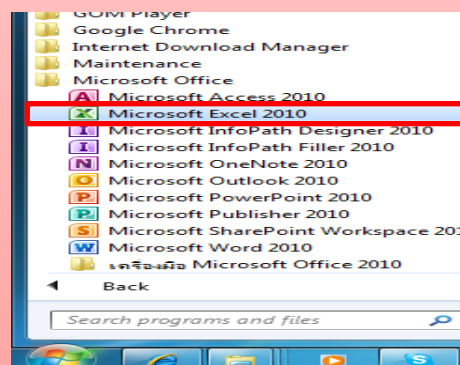 GOM Player
Google Chrome
Internet Download Manager
Maintenance
Microsoft Office
Microsoft Access 2010
Microsoft Excel 2010
Microsoft InfoPath Designer 2010
Microsoft InfoPath Filler 2010
Microsoft OneNote 2010
Microsoft Outlook 2010
Microsoft PowerPoint 2010
Microsoft Publisher 2010
Microsoft SharePoint Workspace 201
Microsoft Word 2010
เครื่องมือ Microsoft Office 2010
Back
Search programs and files